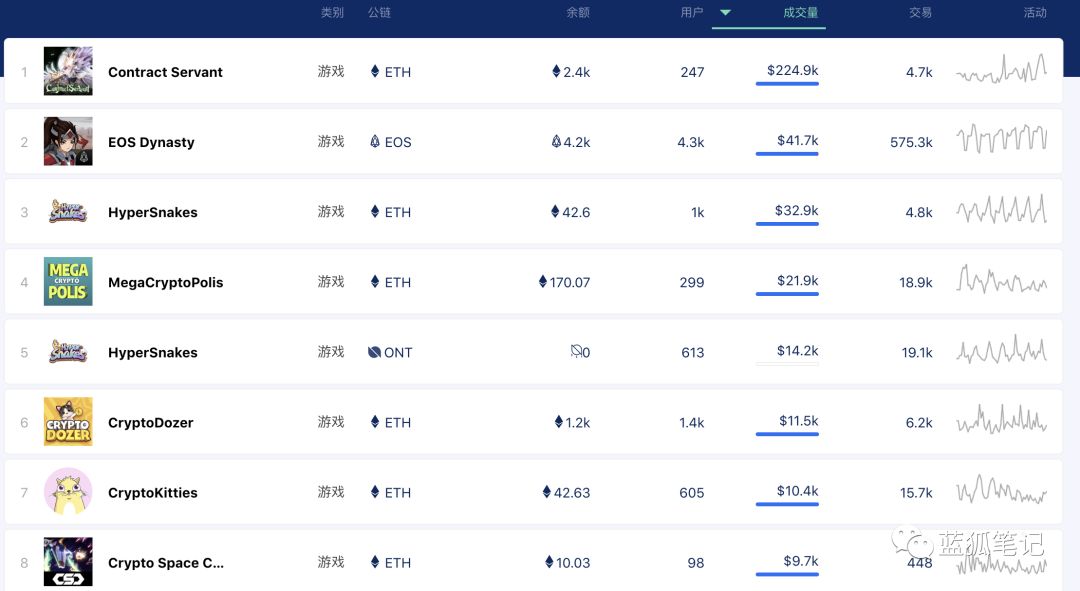 类别 公链 余额 用户 成交量 交易 活动
1 Contract Servant 游戏 ETH 2.4k 247 $224.9k 4.7k
2 EOS Dynasty 游戏 EOS 4.2k 4.3k $41.7k 575.3k
3 Hyper Snakes HyperSnakes 游戏 ETH 42.6 1k $32.9k 4.8k
4 MEGA CRYPTO POLIS MegaCryptoPolis 游戏 ETH 170.07 299 $21.9k 18.9k
5 Hyper Snakes HyperSnakes 游戏 ONT 0 613 $14.2k 19.1k
6 CRYPTO DOZER CryptoDozer 游戏 ETH 1.2k 1.4k $11.5k 6.2k
7 CryptoKitties 游戏 ETH 42.63 605 $10.4k 15.7k
8 CSC Crypto Space C... 游戏 ETH 10.03 98 $9.7k 448
蓝狐笔记